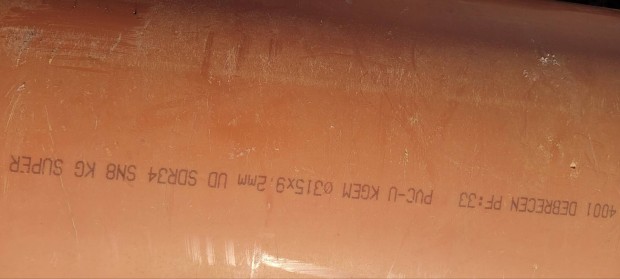 4001 DEBRECEN PF:33 PVC-U KGEM Ø315x9.2mm UD SDR34 SN8 KG SUPER